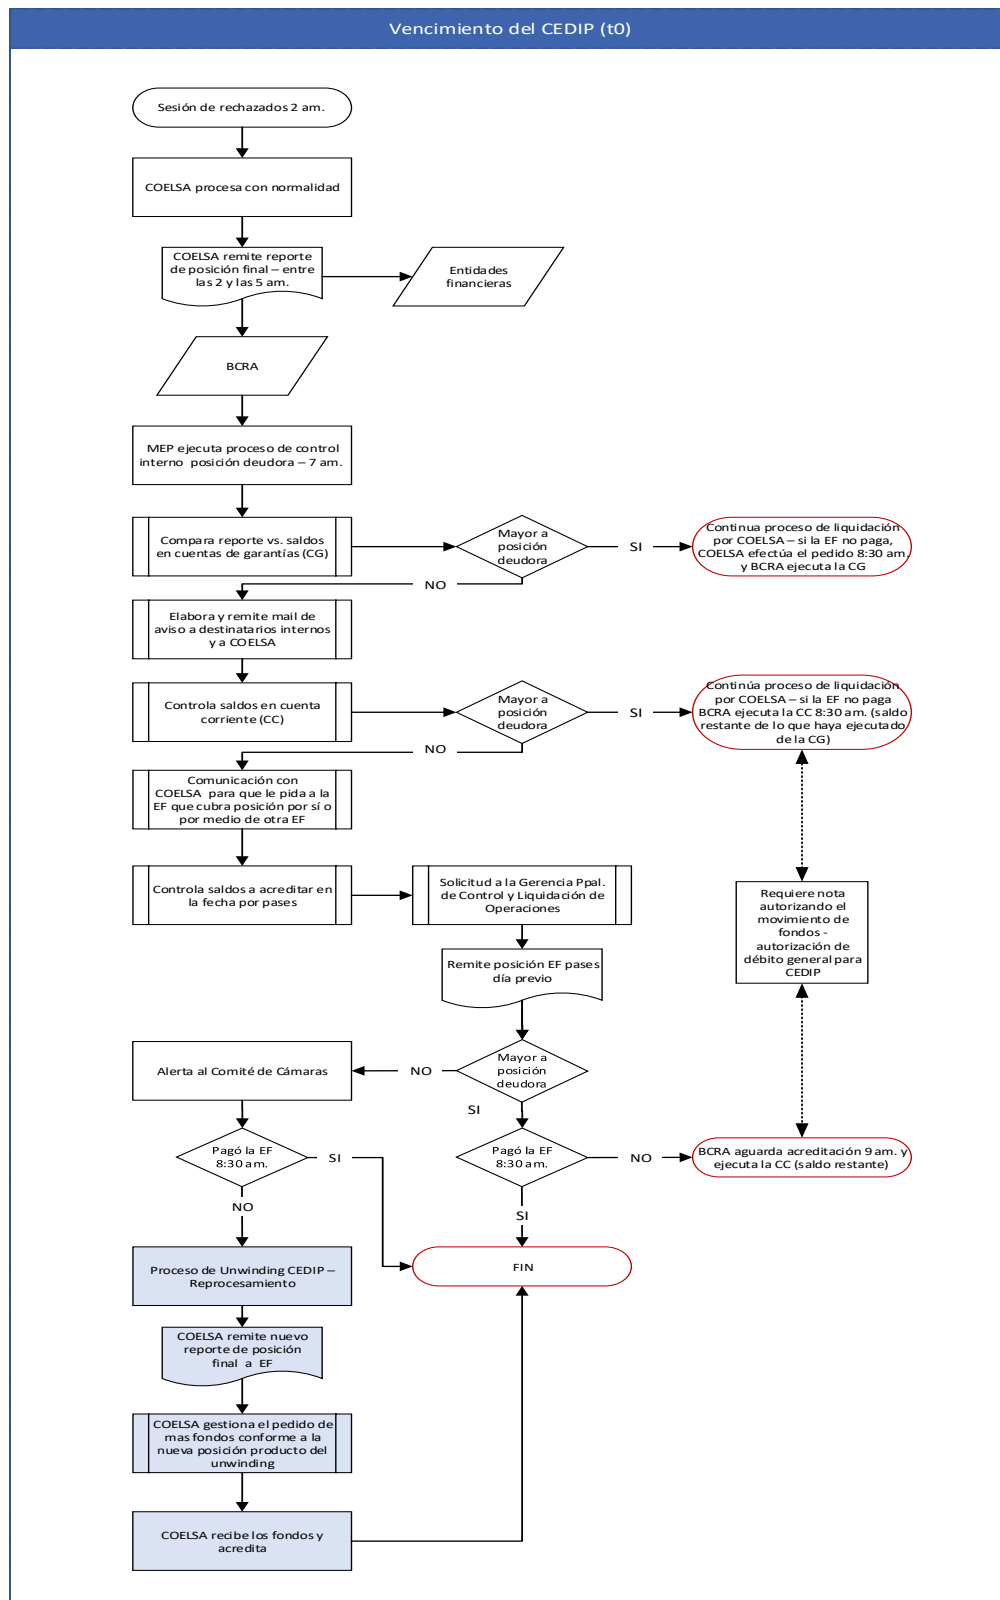 Vencimiento del CEDIP (t0)
Sesión de rechazados 2 am.
COELSA procesa con normalidad
COELSA remite reporte
de posición final – entre
las 2 y las 5 am.
Entidades
financieras
BCRA
MEP ejecuta proceso de control
interno posición deudora – 7 am.
Compara reporte vs. saldos
en cuentas de garantías (CG)
Mayor a
posición
deudora
SI
Continua proceso de liquidación
por COELSA – si la EF no paga,
COELSA efectúa el pedido 8:30 am.
y BCRA ejecuta la CG
NO
Elabora y remite mail de
aviso a destinatarios internos
y a COELSA
Controla saldos en cuenta
corriente (CC)
Mayor a
posición
deudora
SI
Continúa proceso de liquidación
por COELSA – si la EF no paga
BCRA ejecuta la CC 8:30 am. (saldo
restante de lo que haya ejecutado
de la CG)
NO
Comunicación con
COELSA para que le pida a la
EF que cubra posición por sí o
por medio de otra EF
Controla saldos a acreditar en
la fecha por pases
Solicitud a la Gerencia Ppal.
de Control y Liquidación de
Operaciones
Requiere nota
autorizando el
movimiento de
fondos -
autorización de
débito general para
CEDIP
Remite posición EF pases
día previo
Mayor a
posición
deudora
NO
Alerta al Comité de Cámaras
SI
Pagó la EF
8:30 am.
SI
Pagó la EF
8:30 am.
NO
BCRA aguarda acreditación 9 am. y
ejecuta la CC (saldo restante)
NO
SI
Proceso de Unwinding CEDIP –
Reprocesamiento
FIN
COELSA remite nuevo
reporte de posición
final a EF
COELSA gestiona el pedido de
mas fondos conforme a la
nueva posición producto del
unwinding
COELSA recibe los fondos y
acredita